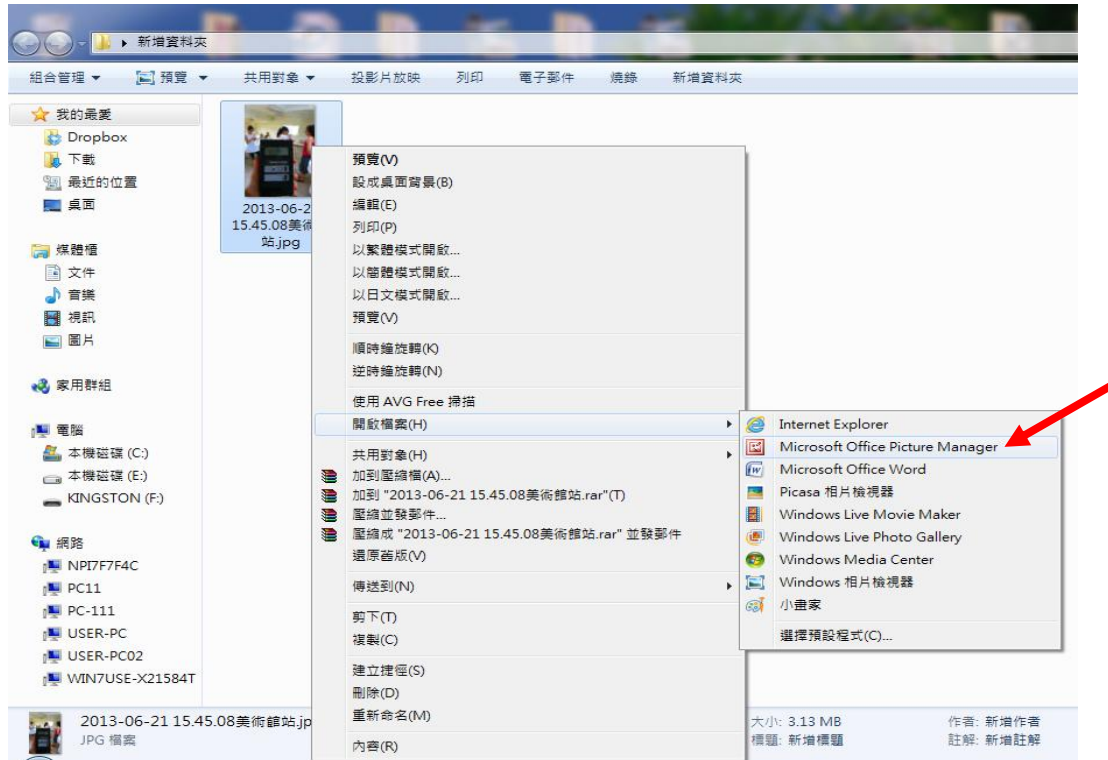 新增資料夾
組合管理 預覽 共用對象 投影片放映 列印 電子郵件 燒錄 新增資料夾
我的最愛
Dropbox
下載
最近的位置
桌面
媒體櫃
文件
音樂
視訊
圖片
家用群組
電腦
本機磁碟 (C:)
本機磁碟 (E:)
KINGSTON (F:)
網路
NPI7F7F4C
PC11
PC-111
USER-PC
USER-PC02
WIN7USE-X21584T
2013-06-2
15.45.08美術
站.jpg
預覽(V)
設成桌面背景(B)
編輯(E)
列印(P)
以繁體模式開啟...
以簡體模式開啟...
以日文模式開啟...
預覽(V)
順時鐘旋轉(K)
逆時鐘旋轉(N)
使用 AVG Free 掃描
開啟檔案(H)
共用對象(H)
加到壓縮檔(A)...
加到 "2013-06-21 15.45.08美術館站.rar"(T)
壓縮並發郵件...
壓縮成 "2013-06-21 15.45.08美術館站.rar" 並發郵件
還原舊版(V)
傳送到(N)
剪下(T)
複製(C)
建立捷徑(S)
刪除(D)
重新命名(M)
內容(R)
Internet Explorer
Microsoft Office Picture Manager
Microsoft Office Word
Picasa 相片檢視器
Windows Live Movie Maker
Windows Live Photo Gallery
Windows Media Center
Windows 相片檢視器
小畫家
選擇預設程式(C)...
2013-06-21 15.45.08美術館站.jp
JPG 檔案
大小: 3.13 MB 作者: 新增作者
標題: 新增標題 註解: 新增註解